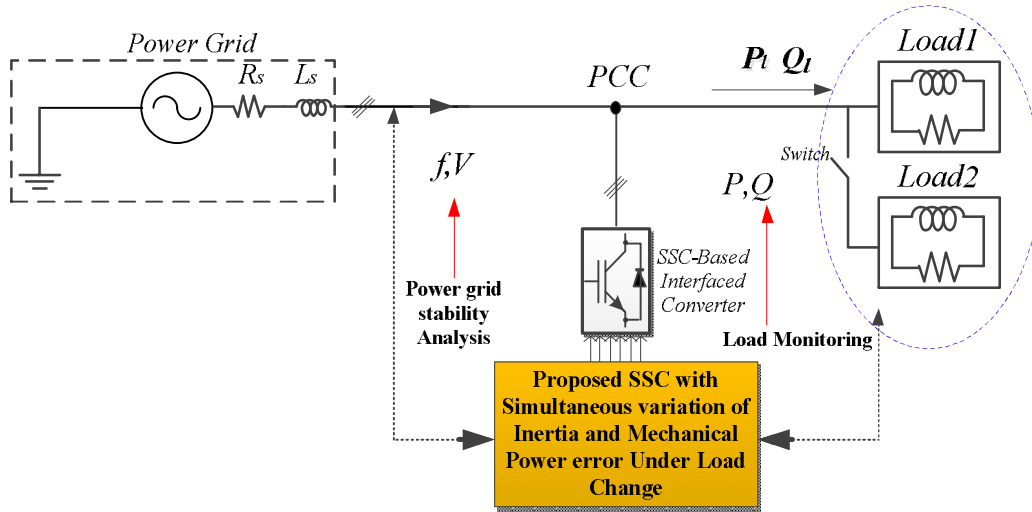 Power Grid
Rs
Ls
PCC
Pl Ql
Load1
Switch
Load2
f,V
P,Q
SSC-Based
Interfaced
Converter
Power grid
stability
Analysis
Load Monitoring
Proposed SSC with
Simultaneous variation of
Inertia and Mechanical
Power error Under Load
Change